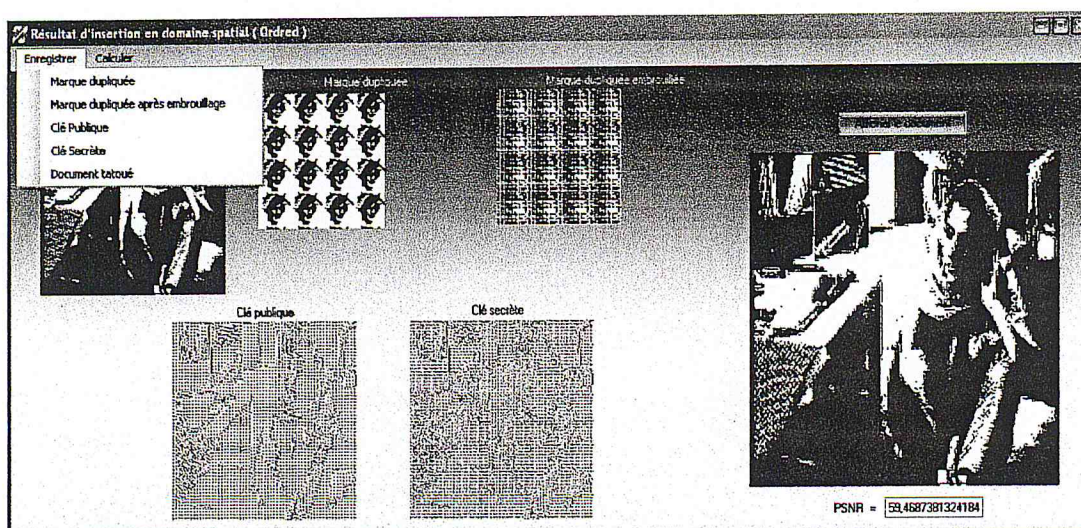 Résultat d'insertion en domaine spatial ( Ordred )
Enregistrer Calculer
Marque dupliquée
Marque dupliquée après embrouillage
Clé Publique
Clé Secrète
Document tatoué
Marque dupliquée
Marque dupliquée embrouillée
Clé publique
Clé secrète
PSNR = 59,4687381324184